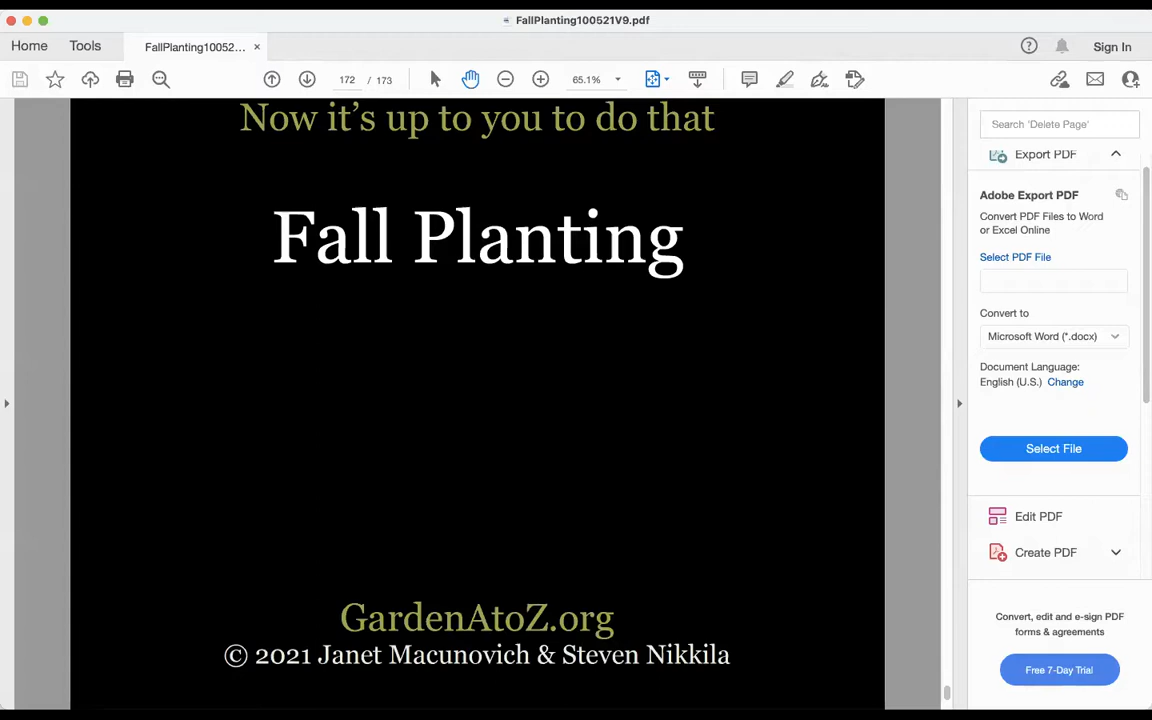 FallPlanting100521V9.pdf
Home Tools FallPlanting10052... × Sign In
172 / 173 65.1%
Now it's up to you to do that
Fall Planting
GardenAtoZ.org
© 2021 Janet Macunovich & Steven Nikkila
Search 'Delete Page'
Export PDF
Adobe Export PDF
Convert PDF Files to Word
or Excel Online
Select PDF File
Convert to
Microsoft Word (*.docx)
Document Language:
English (U.S.) Change
Select File
Edit PDF
Create PDF
Convert, edit and e-sign PDF
forms & agreements
Free 7-Day Trial